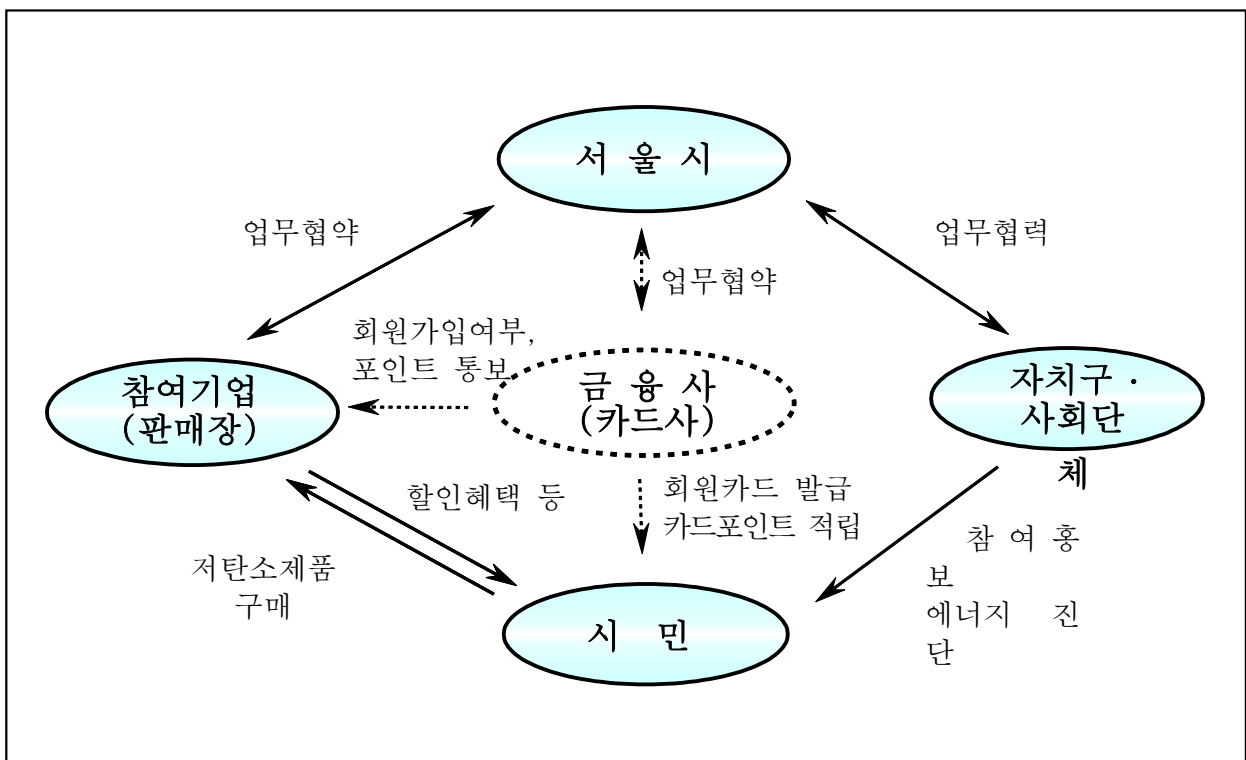 서 울 시
업무협약
업무협력
업무협약
회원가입여부,
포인트 통보
참여기업
(판매장)
금 융 사
(카드사)
자치구 ·
사회단
체
할인혜택 등
회원카드 발급
카드포인트 적립
저탄소제품
구매
참 여 홍
보
에너지 진
단
시 민